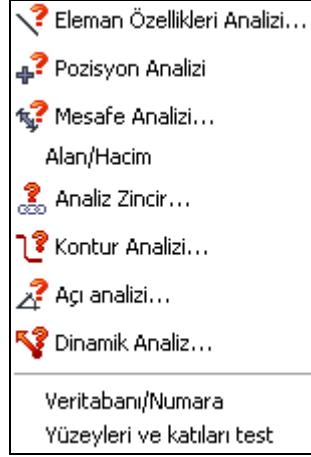 Eleman Özellikleri Analizi...
Pozisyon Analizi
Mesafe Analizi...
Alan/Hacim
Analiz Zincir...
Kontur Analizi...
Açı analizi...
Dinamik Analiz...
Veritabanı/Numara
Yüzeyleri ve katıları test